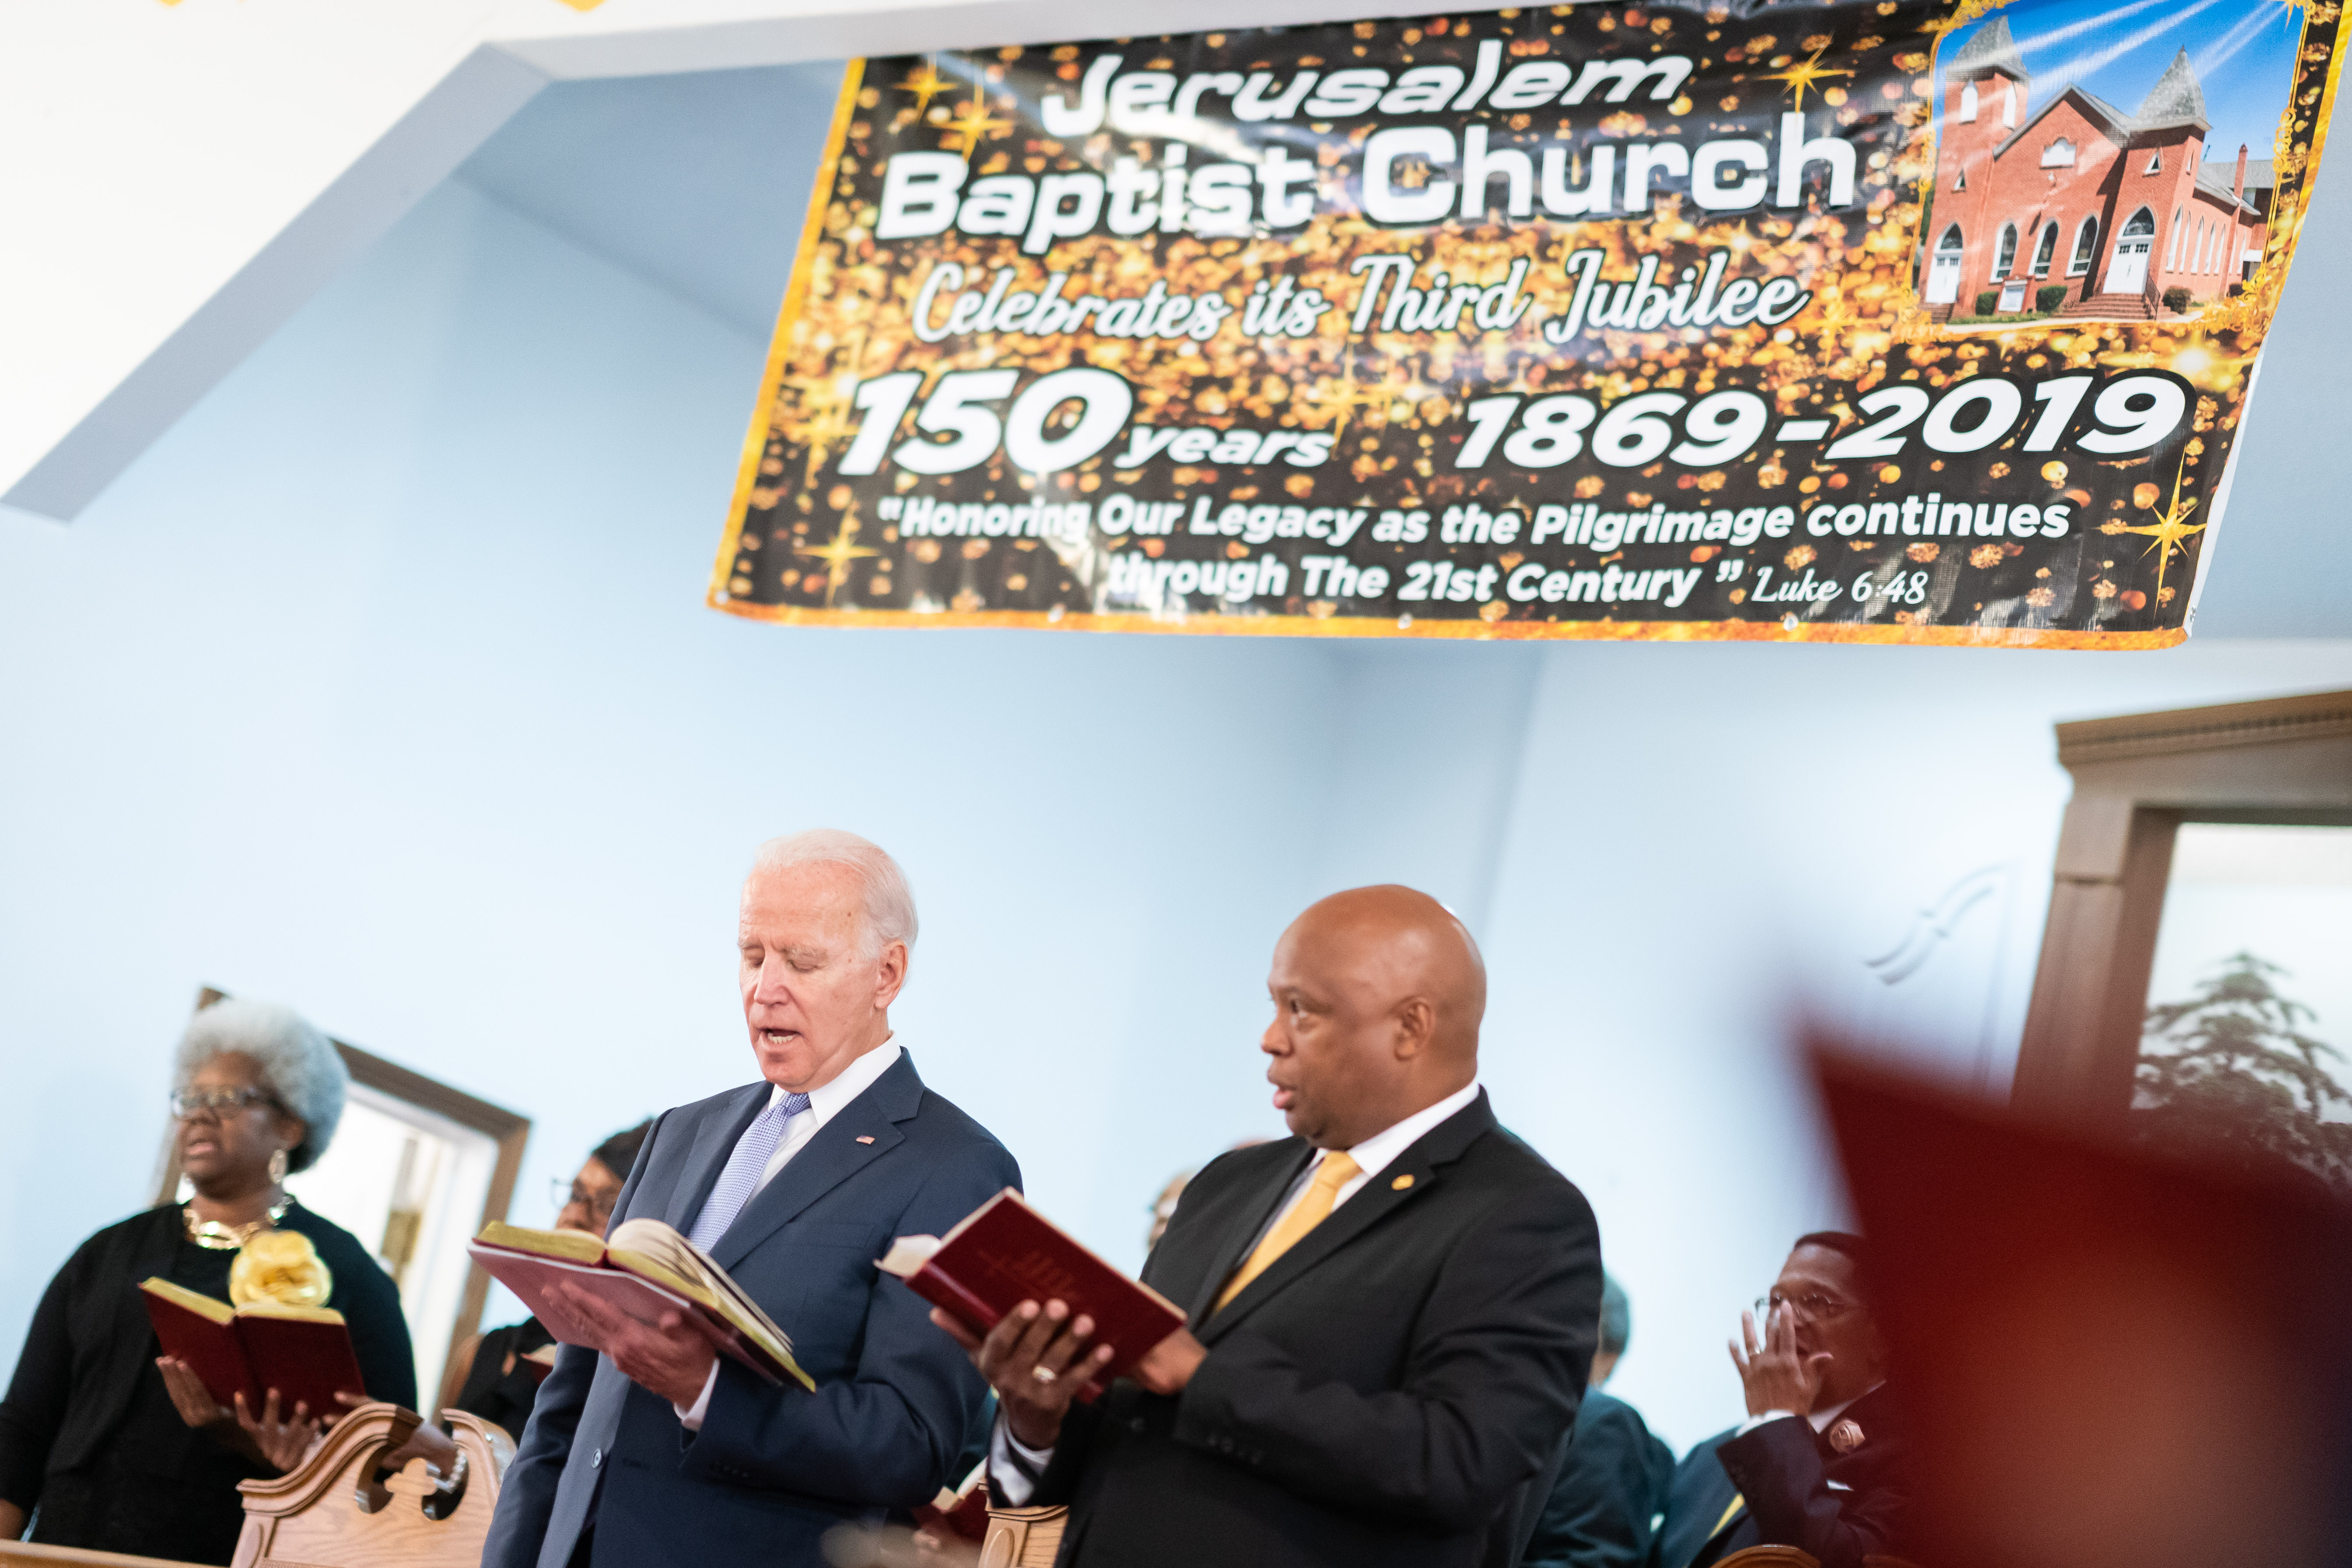 Jerusalem
Baptist Church
Celebrates its Third Jubilee
150 years 1869-2019
"Honoring Our Legacy as the Pilgrimage continues
through The 21st Century" Luke 6:48